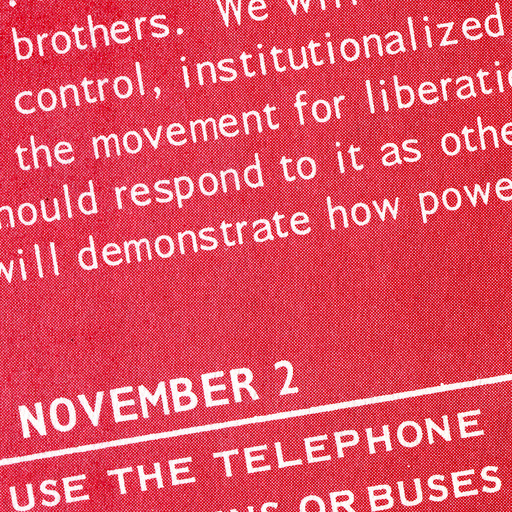 brothers. We
control, institutionalized
the movement for
respond to it as
will demonstrate how
NOVEMBER 2
USE THE TELEPHONE
OR BUSES